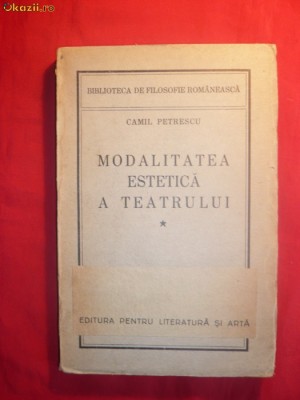 Okazii.ro
BIBLIOTECA DE FILOSOFIE ROMÂNEASCĂ
CAMIL PETRESCU
MODALITATEA
ESTETICĂ
A TEATRULUI
*
EDITURA PENTRU LITERATURĂ ȘI ARTĂ